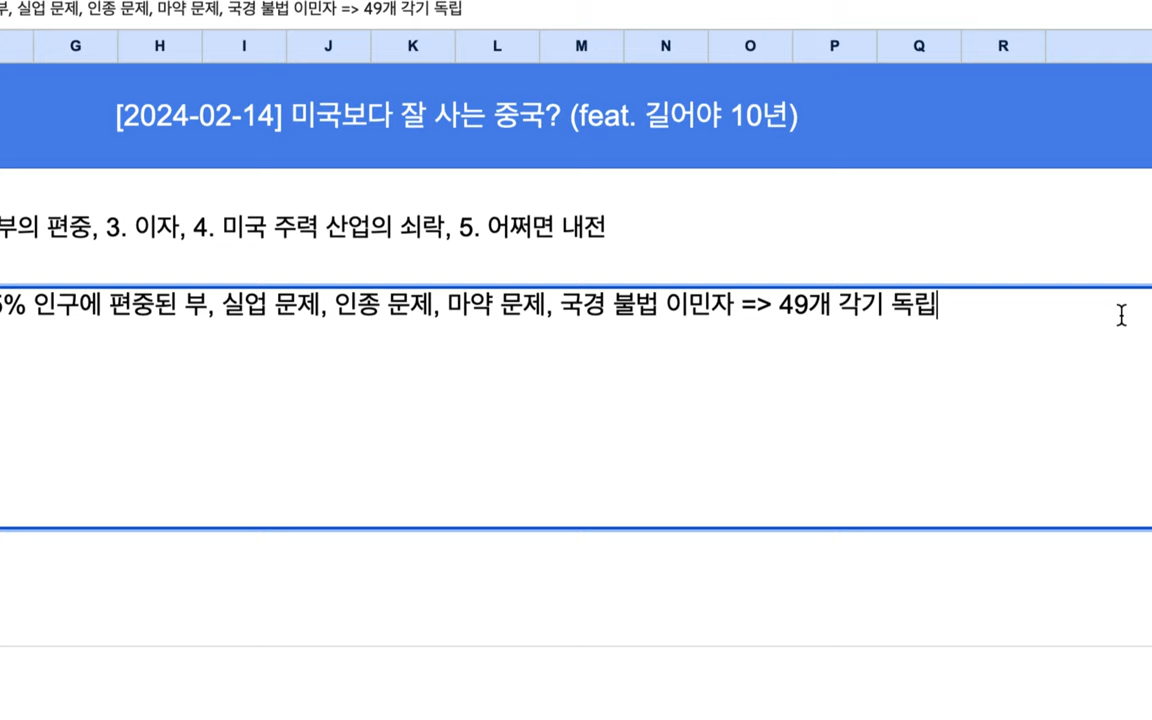 부, 실업 문제, 인종 문제, 마약 문제, 국경 불법 이민자 => 49개 각기 독립
G H I J K L M N O P Q R
[2024-02-14] 미국보다 잘 사는 중국? (feat. 길어야 10년)
부의 편중, 3. 이자, 4. 미국 주력 산업의 쇠락, 5. 어쩌면 내전
% 인구에 편중된 부, 실업 문제, 인종 문제, 마약 문제, 국경 불법 이민자 => 49개 각기 독립